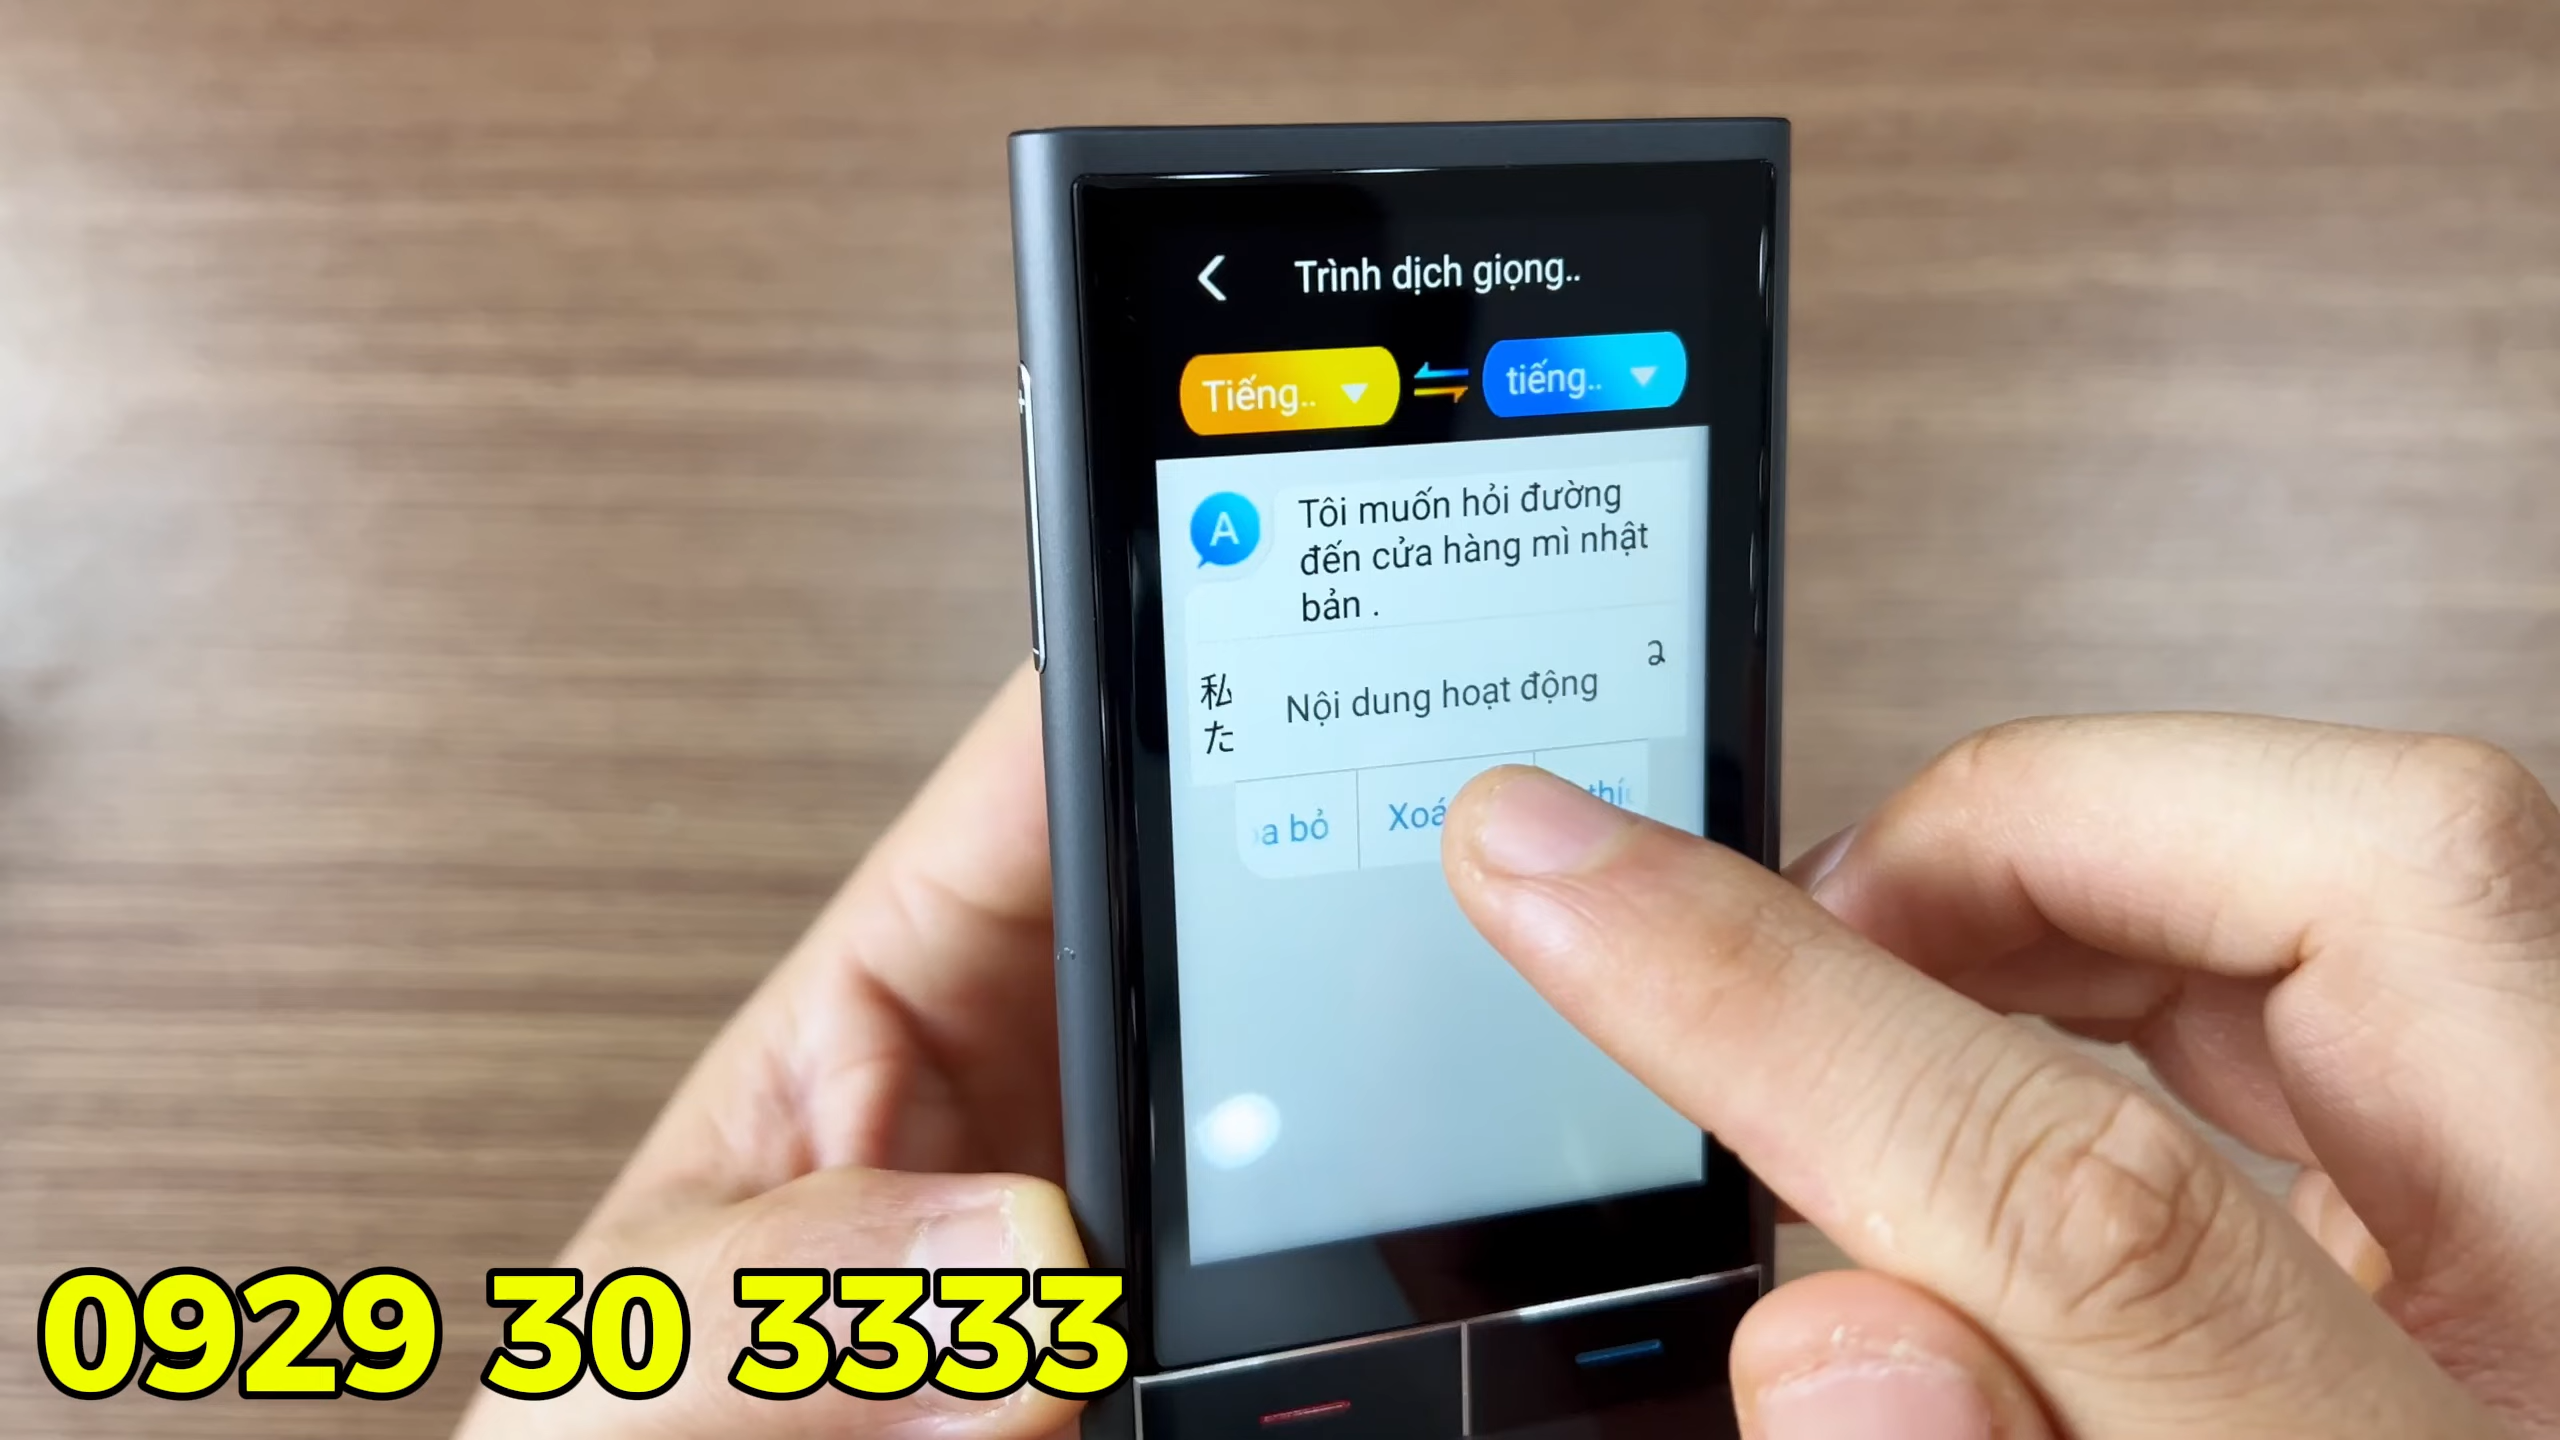 Trình dịch giọng..
Tiếng.. tiếng..
A
Tôi muốn hỏi đường
đến cửa hàng mì nhật
bản .
私
た
Nội dung hoạt động
bỏ
0929 30 3333